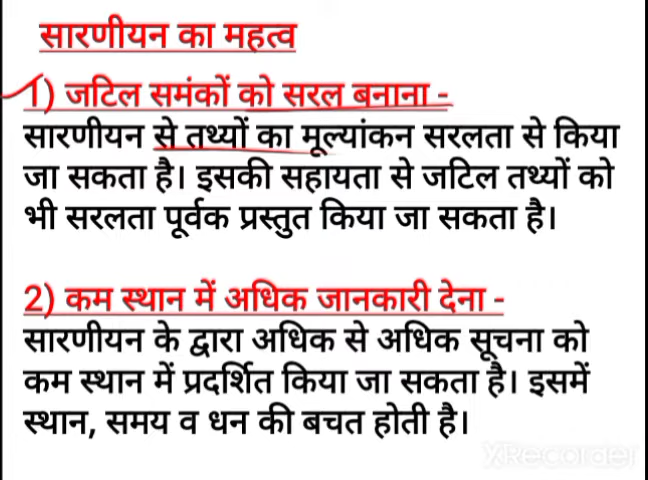 सारणीयन का महत्व
1) जटिल समंकों को सरल बनाना -
सारणीयन से तथ्यों का मूल्यांकन सरलता से किया
जा सकता है। इसकी सहायता से जटिल तथ्यों को
भी सरलता पूर्वक प्रस्तुत किया जा सकता है।
2) कम स्थान में अधिक जानकारी देना -
सारणीयन के द्वारा अधिक से अधिक सूचना को
कम स्थान में प्रदर्शित किया जा सकता है। इसमें
स्थान, समय व धन की बचत होती है।
XRecorder